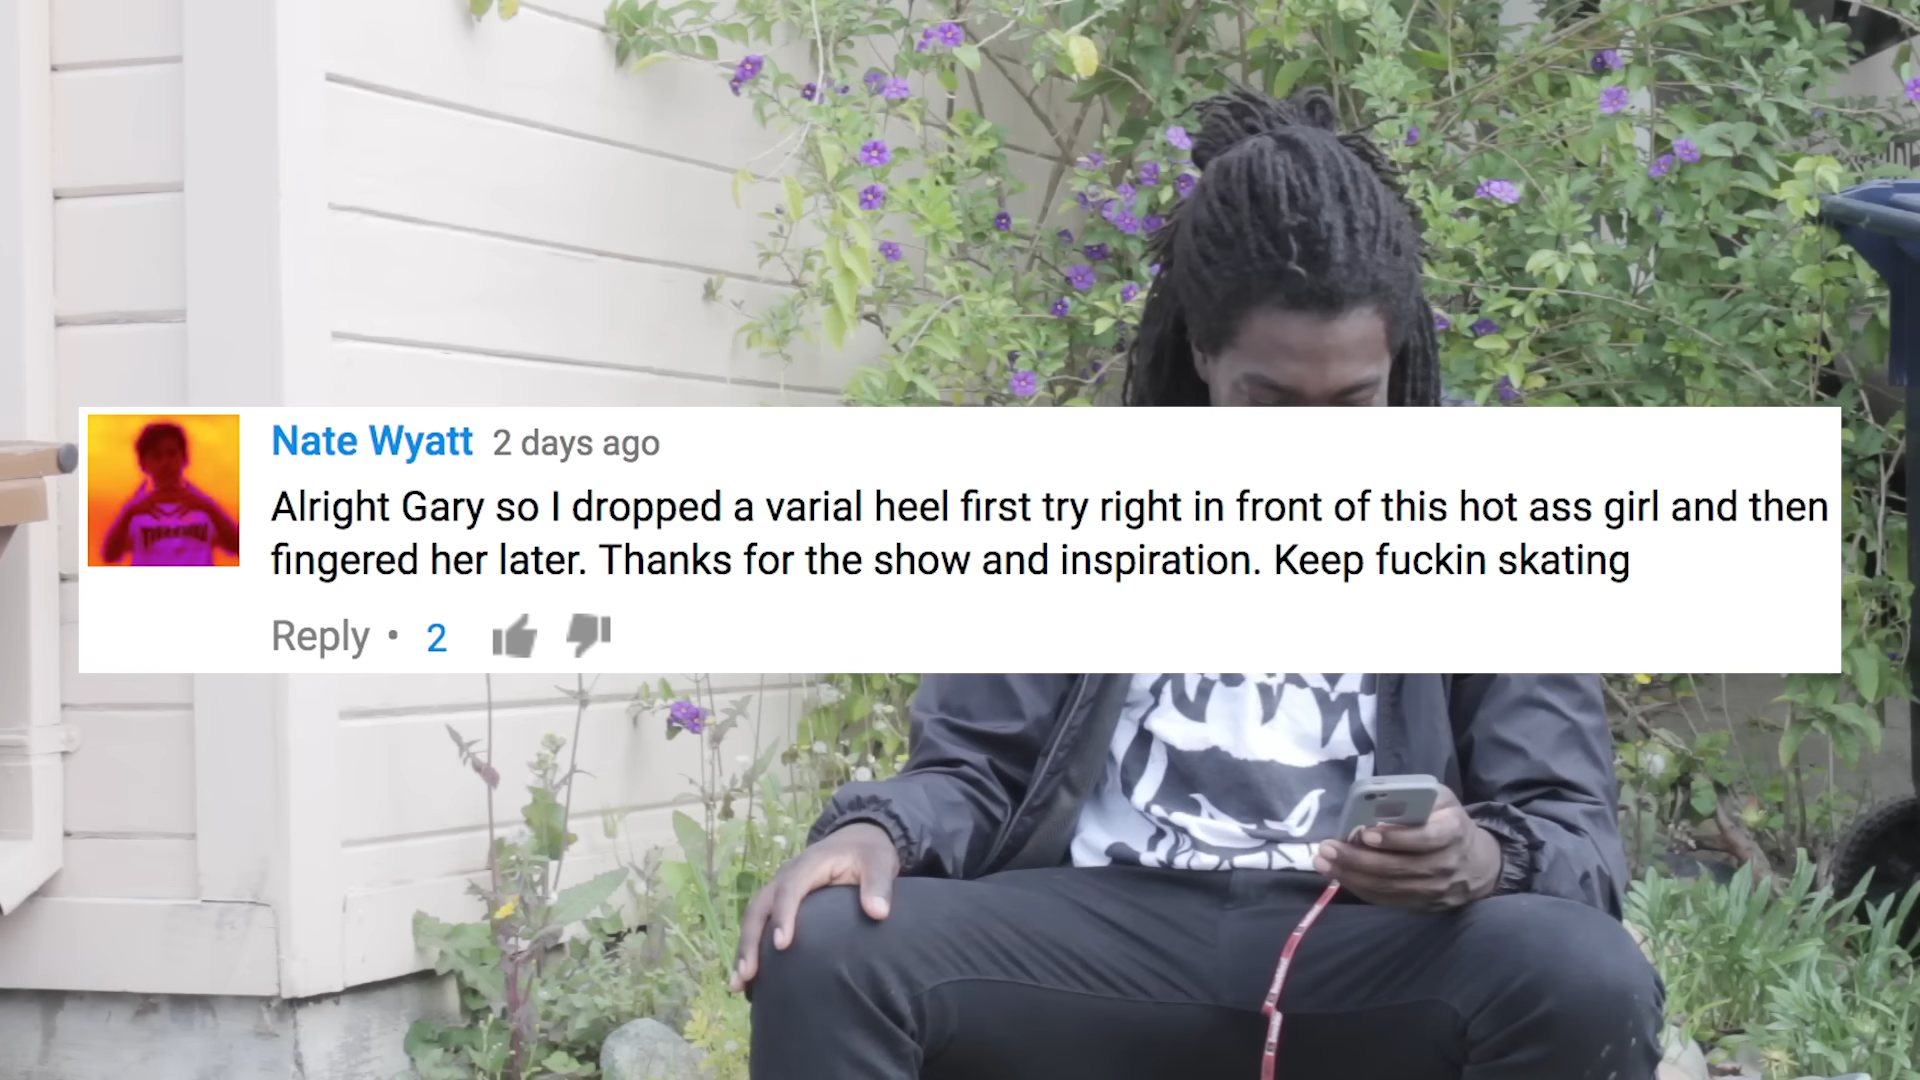 Nate Wyatt 2 days ago
Alright Gary so I dropped a varial heel first try right in front of this hot ass girl and then
fingered her later. Thanks for the show and inspiration. Keep fuckin skating
Reply • 2